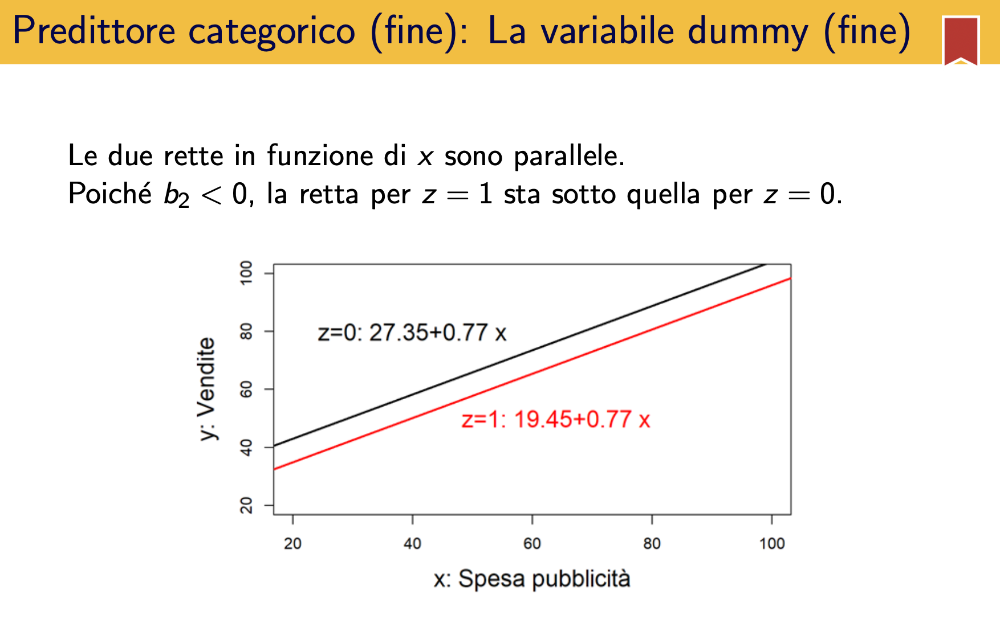 Predittore categorico (fine): La variabile dummy (fine)
Le due rette in funzione di x sono parallele.
Poiché b₂ < 0, la retta per z = 1 sta sotto quella per z = 0.
100
80
60
40
20
y: Vendite
z=0: 27.35+0.77 x
z=1: 19.45+0.77 x
20 40 60 80 100
x: Spesa pubblicità